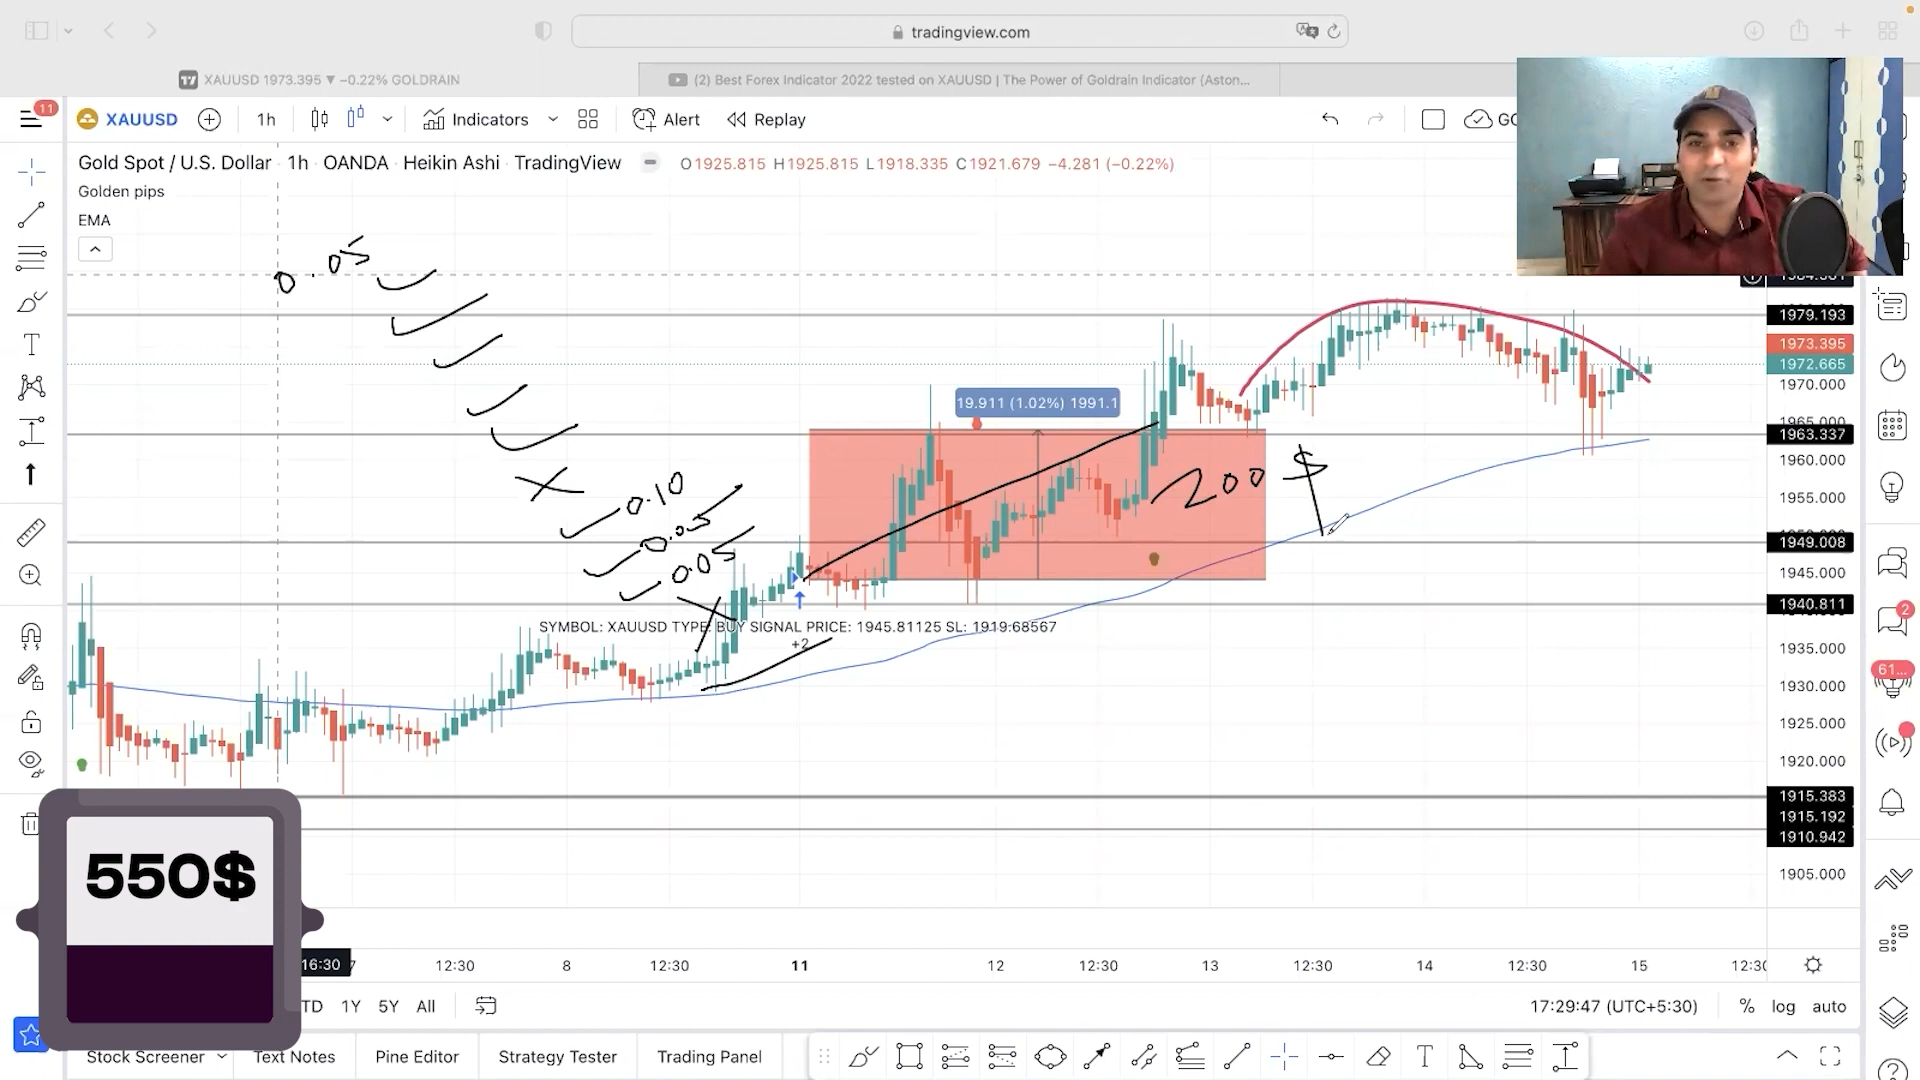 tradingview.com
XAUUSD 1973.395 ▼ −0.22% GOLDRAIN
(2) Best Forex Indicator 2022 tested on XAUUSD | The Power of Goldrain Indicator (Aston...
11
XAUUSD
1h
Indicators
Alert
Replay
Gold Spot / U.S. Dollar 1h OANDA Heikin Ashi TradingView
O1925.815 H1925.815 L1918.335 C1921.679 −4.281 (−0.22%)
Golden pips
EMA
0.05
1979.193
1973.395
1972.665
1970.000
19.911 (1.02%) 1991.1
1963.337
1960.000
200 $
0.10
1955.000
0.05
1949.008
0.05
1945.000
1940.811
2
SYMBOL: XAUUSD TYPE: BUY SIGNAL PRICE: 1945.81125 SL: 1919.68567
+2
1935.000
61...
1930.000
1925.000
1920.000
1915.383
1915.192
1910.942
550$
1905.000
16:30
12:30
8
12:30
11
12
12:30
13
12:30
14
12:30
15
TD
1Y
5Y
All
17:29:47 (UTC+5:30)
%
log
auto
Stock Screener
Text Notes
Pine Editor
Strategy Tester
Trading Panel